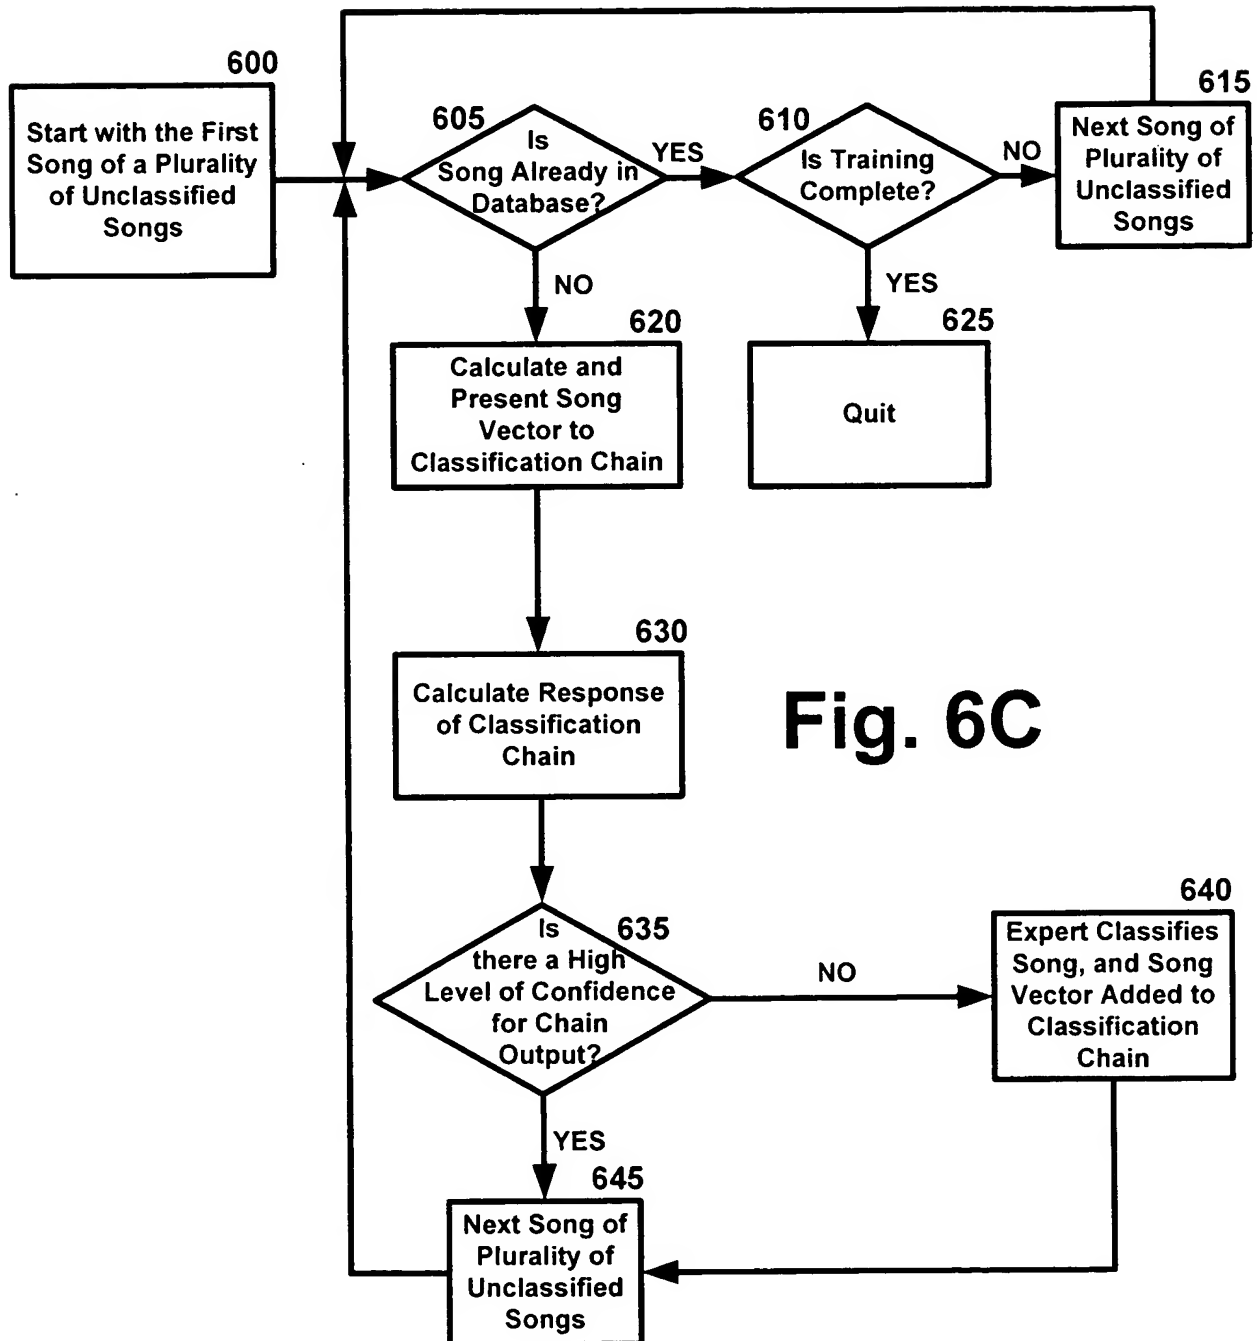 600
Start with the First
Song of a Plurality
of Unclassified
Songs
605
Is
Song Already in
Database?
YES
610
Is Training
Complete?
NO
615
Next Song of
Plurality of
Unclassified
Songs
NO
YES
620
Calculate and
Present Song
Vector to
Classification Chain
625
Quit
630
Calculate Response
of Classification
Chain
Fig. 6C
635
Is
there a High
Level of Confidence
for Chain
Output?
NO
640
Expert Classifies
Song, and Song
Vector Added to
Classification
Chain
YES
645
Next Song of
Plurality of
Unclassified
Songs